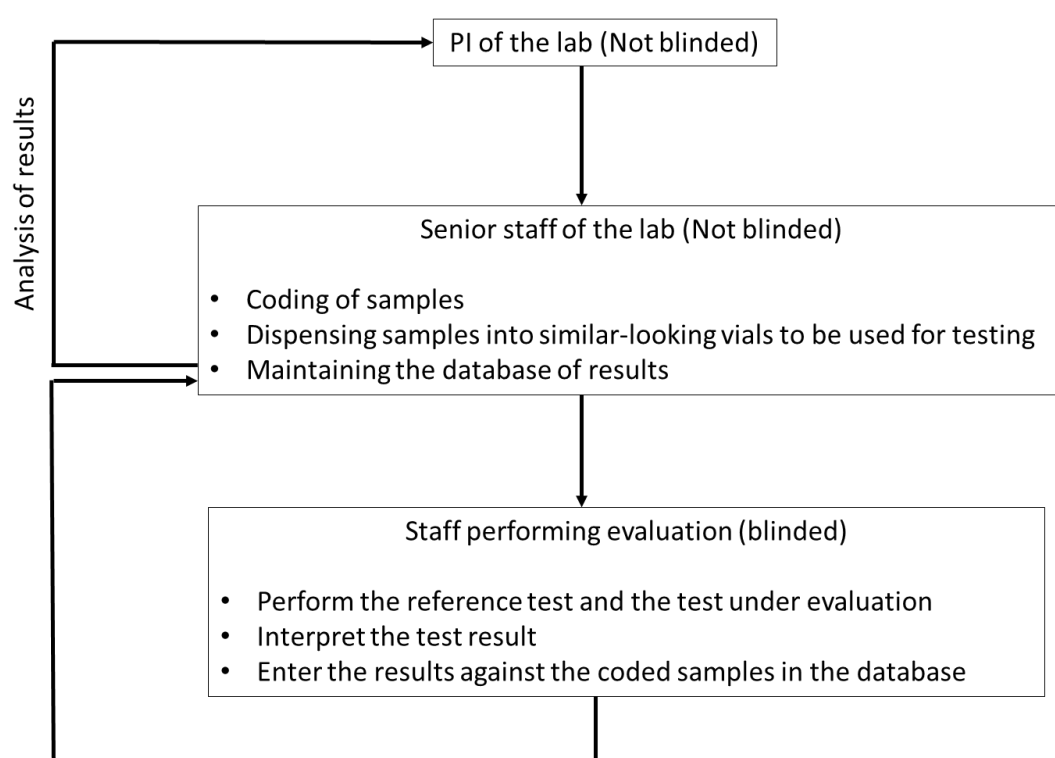 PI of the lab (Not blinded)
Analysis of results
Senior staff of the lab (Not blinded)
• Coding of samples
• Dispensing samples into similar-looking vials to be used for testing
• Maintaining the database of results
Staff performing evaluation (blinded)
• Perform the reference test and the test under evaluation
• Interpret the test result
• Enter the results against the coded samples in the database